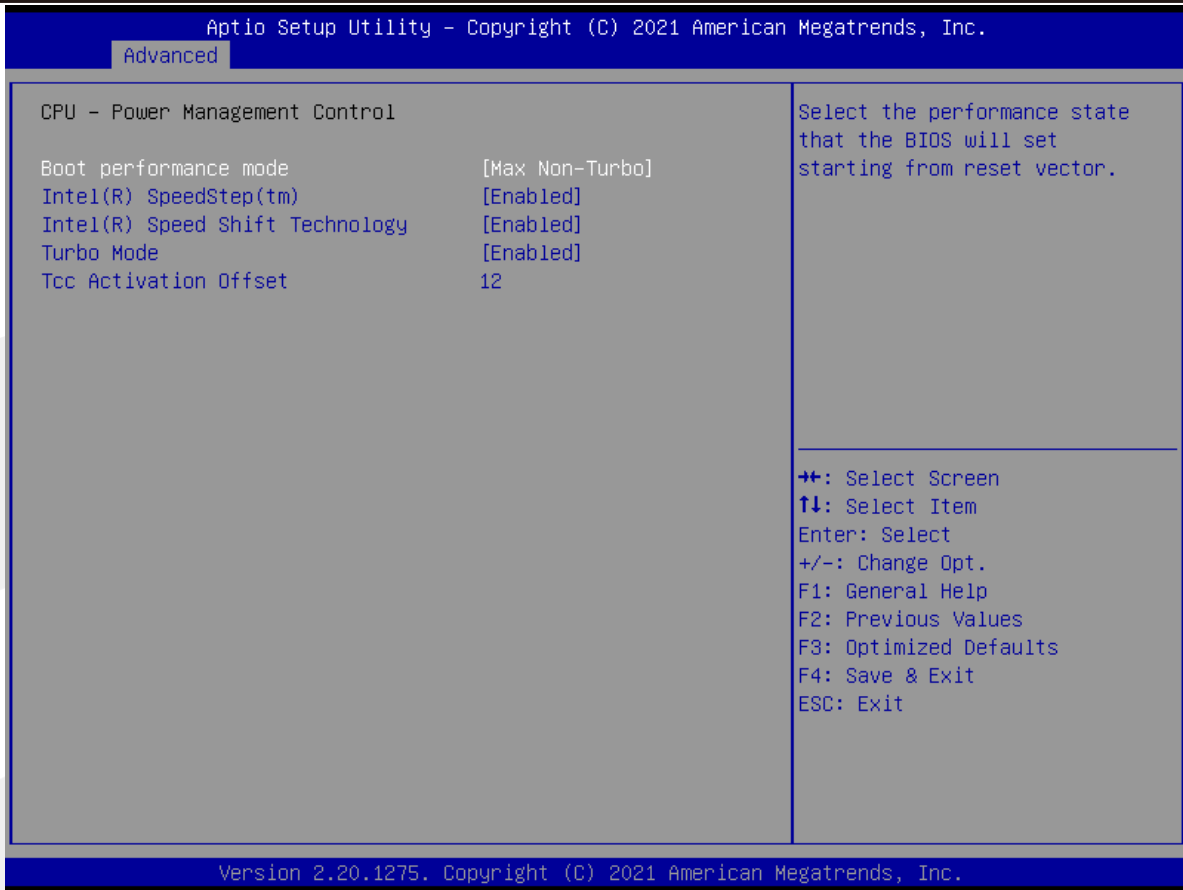 Aptio Setup Utility – Copyright (C) 2021 American Megatrends, Inc.
Advanced
CPU – Power Management Control
Boot performance mode [Max Non-Turbo]
Intel(R) SpeedStep(tm) [Enabled]
Intel(R) Speed Shift Technology [Enabled]
Turbo Mode [Enabled]
Tcc Activation Offset 12
Select the performance state
that the BIOS will set
starting from reset vector.
→←: Select Screen
↑↓: Select Item
Enter: Select
+/-: Change Opt.
F1: General Help
F2: Previous Values
F3: Optimized Defaults
F4: Save & Exit
ESC: Exit
Version 2.20.1275. Copyright (C) 2021 American Megatrends, Inc.